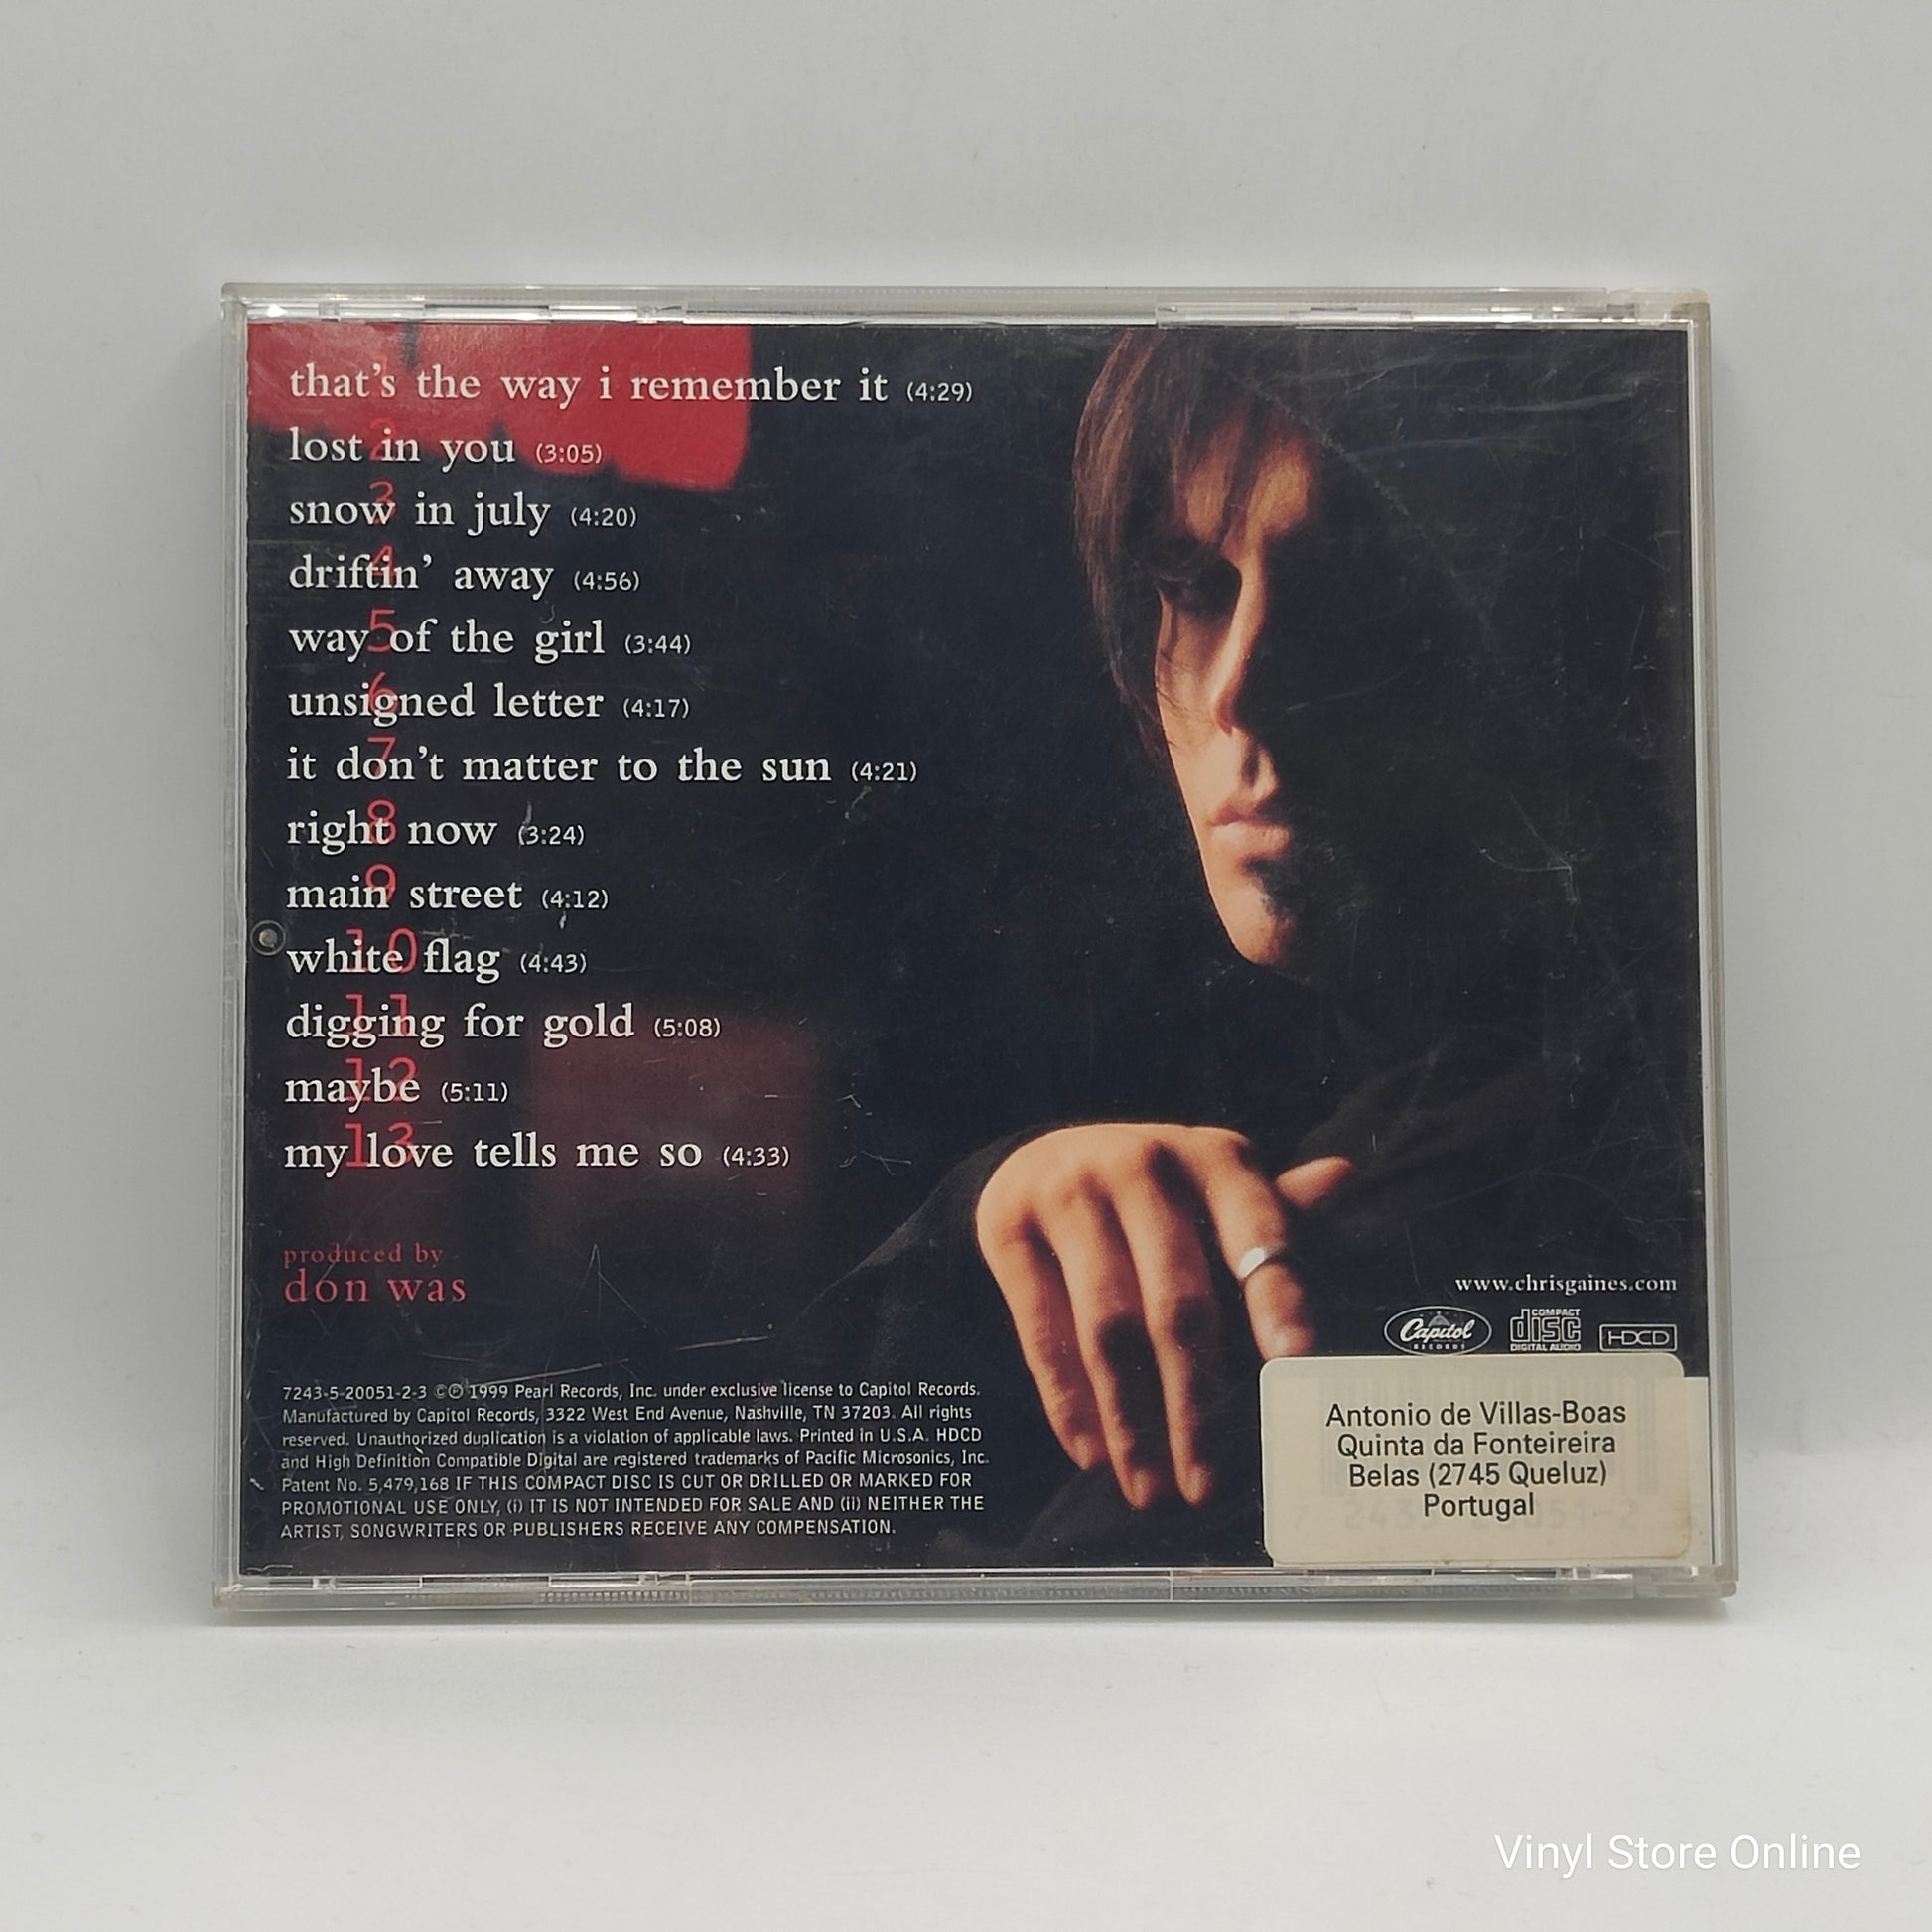 1
that's the way i remember it (4:29)
2
lost in you (3:05)
3
snow in july (4:20)
4
driftin' away (4:56)
5
way of the girl (3:44)
6
unsigned letter (4:17)
7
it don't matter to the sun (4:21)
8
right now (3:24)
9
main street (4:12)
10
white flag (4:43)
11
digging for gold (5:08)
12
maybe (5:11)
13
my love tells me so (4:33)
produced by
don was
www.chrisgaines.com
Capitol
RECORDS
COMPACT
disc
DIGITAL AUDIO
HDCD
7243-5-20051-2-3 ©℗ 1999 Pearl Records, Inc. under exclusive license to Capitol Records.
Manufactured by Capitol Records, 3322 West End Avenue, Nashville, TN 37203. All rights
reserved. Unauthorized duplication is a violation of applicable laws. Printed in U.S.A. HDCD
and High Definition Compatible Digital are registered trademarks of Pacific Microsonics, Inc.
Patent No. 5,479,168 IF THIS COMPACT DISC IS CUT OR DRILLED OR MARKED FOR
PROMOTIONAL USE ONLY, (i) IT IS NOT INTENDED FOR SALE AND (ii) NEITHER THE
ARTIST, SONGWRITERS OR PUBLISHERS RECEIVE ANY COMPENSATION.
Antonio de Villas-Boas
Quinta da Fonteireira
Belas (2745 Queluz)
Portugal
Vinyl Store Online